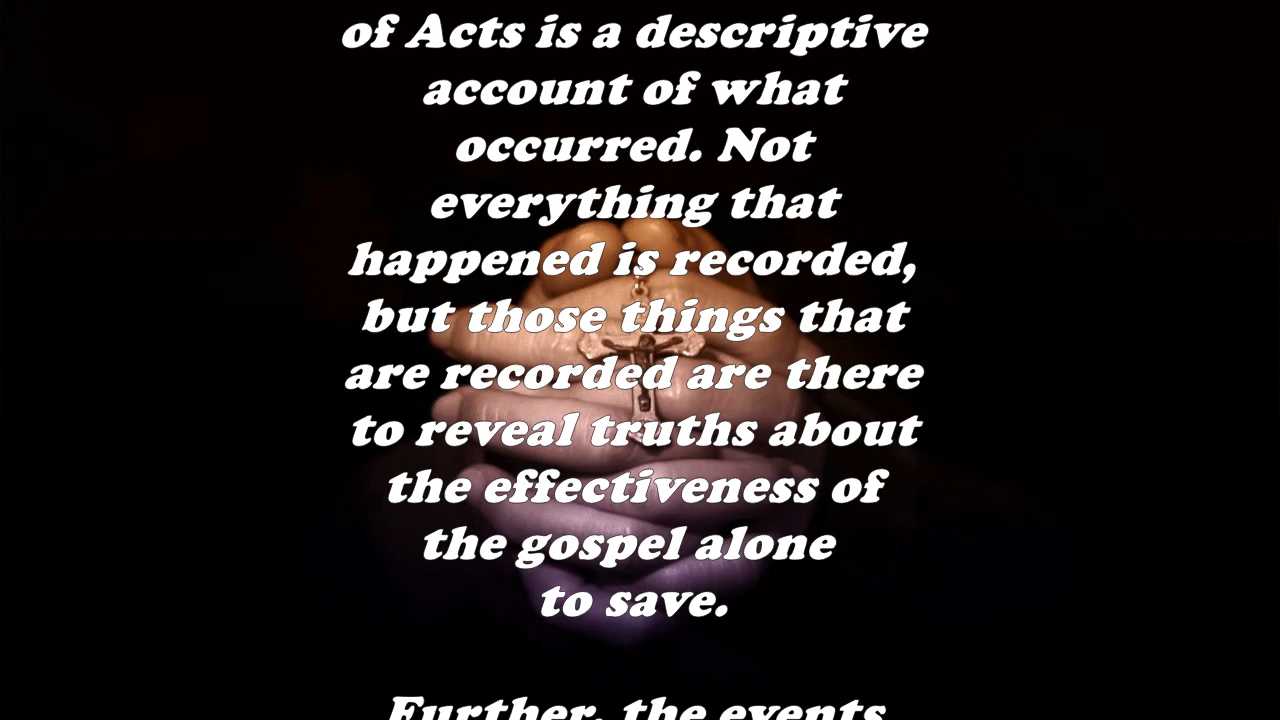 of Acts is a descriptive
account of what
occurred. Not
everything that
happened is recorded,
but those things that
are recorded are there
to reveal truths about
the effectiveness of
the gospel alone
to save.
Further, the events